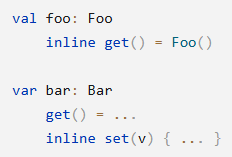 val foo: Foo
    inline get() = Foo()

var bar: Bar
    get() = ...
    inline set(v) { ... }